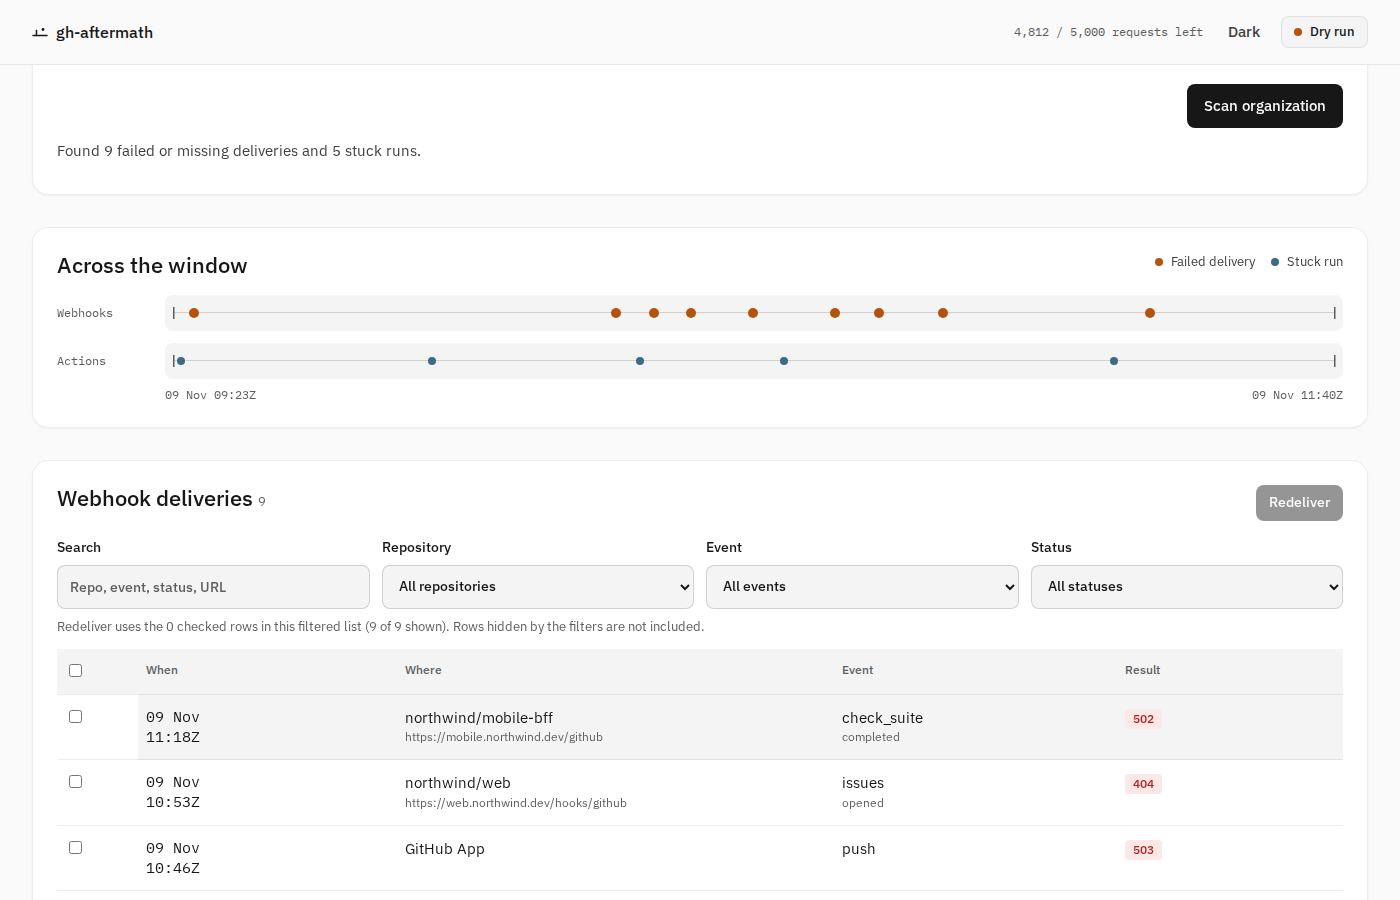 gh-aftermath
4,812 / 5,000 requests left
Dark
Dry run
Scan organization
Found 9 failed or missing deliveries and 5 stuck runs.
Across the window
Failed delivery
Stuck run
Webhooks
Actions
09 Nov 09:23Z
09 Nov 11:40Z
Webhook deliveries 9
Redeliver
Search
Repository
Event
Status
Repo, event, status, URL
All repositories
All events
All statuses
Redeliver uses the 0 checked rows in this filtered list (9 of 9 shown). Rows hidden by the filters are not included.
When
Where
Event
Result
09 Nov
11:18Z
northwind/mobile-bff
https://mobile.northwind.dev/github
check_suite
completed
502
09 Nov
10:53Z
northwind/web
https://web.northwind.dev/hooks/github
issues
opened
404
09 Nov
10:46Z
GitHub App
push
503